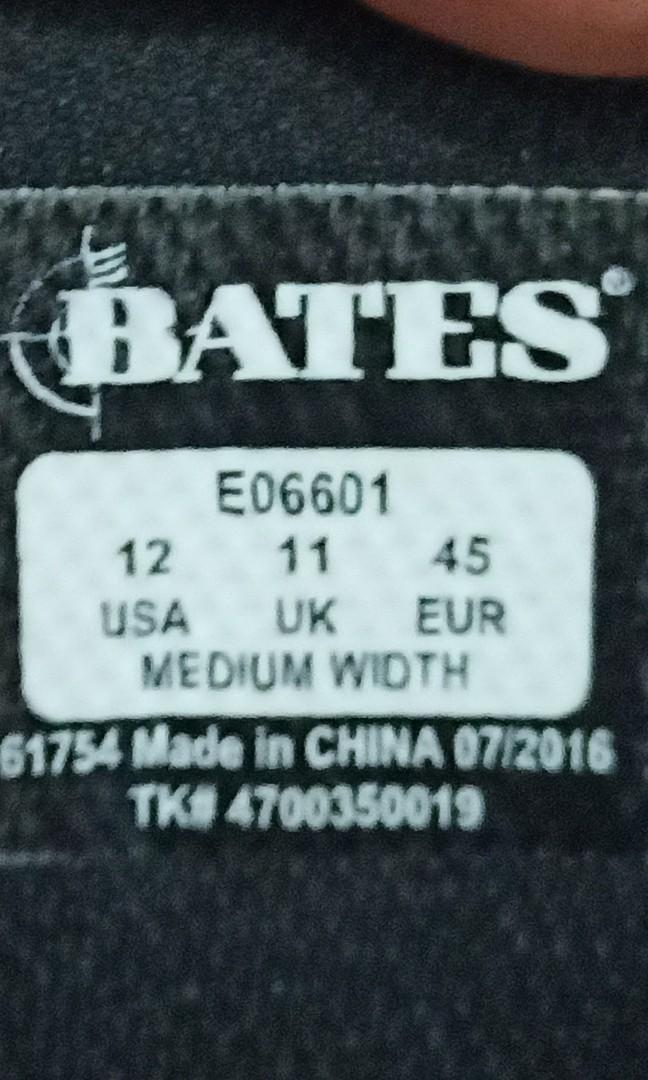 BATES®
E06601
12 11 45
USA UK EUR
MEDIUM WIDTH
61754 Made in CHINA 07/2016
TK# 4700350019